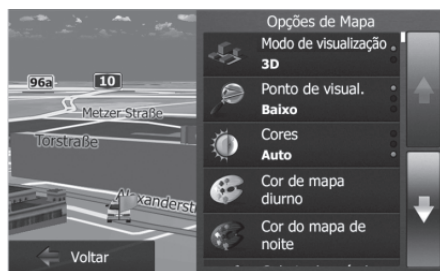 Opções de Mapa
Modo de visualização
3D
Ponto de visual.
Baixo
Cores
Auto
Cor de mapa
diurno
Cor do mapa de
noite
96a
10
Metzer Straße
Torstraße
Voltar